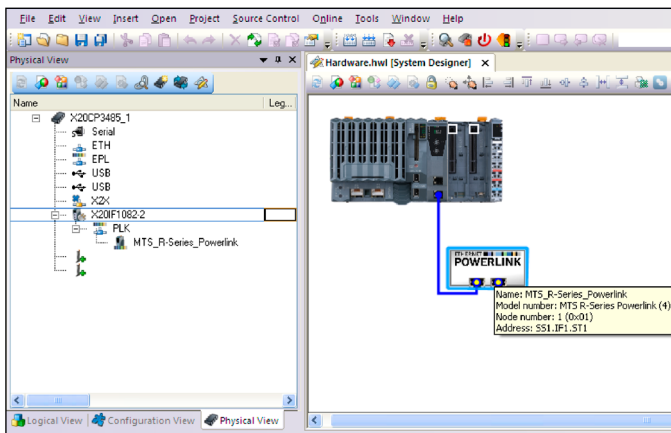 File Edit View Insert Open Project Source Control Online Tools Window Help
Physical View
Hardware.hwl [System Designer]
Name Leg...
X20CP3485_1
Serial
ETH
EPL
USB
USB
X2X
X20IF1082-2
PLK
MTS_R-Series_Powerlink
ETHERNET
POWERLINK
Name: MTS_R-Series_Powerlink
Model number: MTS R-Series Powerlink (4)
Node number: 1 (0x01)
Address: SS1.IF1.ST1
Logical View Configuration View Physical View